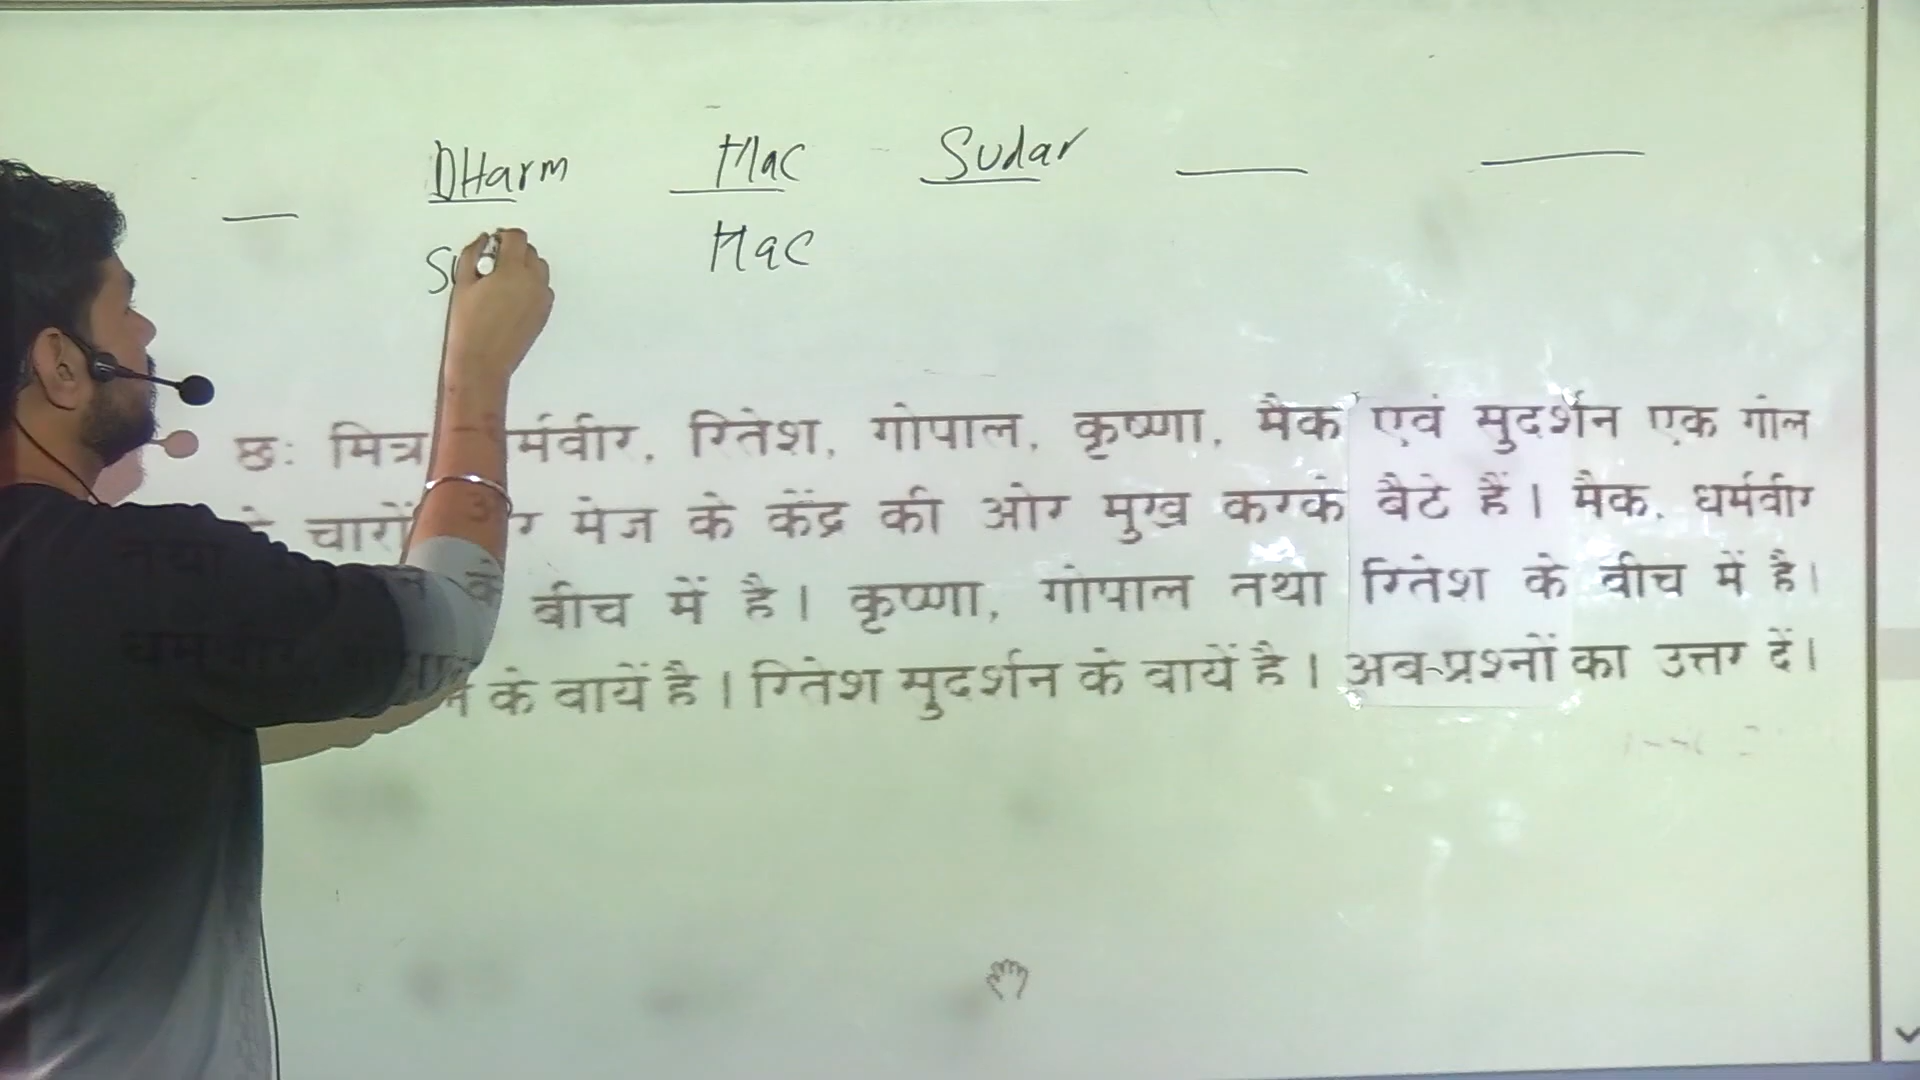 DHarm Mac Sudar
Mac
छः मित्र र्मवीर, रितेश, गोपाल, कृष्णा, मैक एवं सुदर्शन एक गोल
चारों मेज के केंद्र की ओर मुख करके बैठे हैं। मैक, धर्मवीर
तथा के बीच में है। कृष्णा, गोपाल तथा रितेश के बीच में है।
के बायें है। रितेश सुदर्शन के बायें है। अब-प्रश्नों का उत्तर दें।